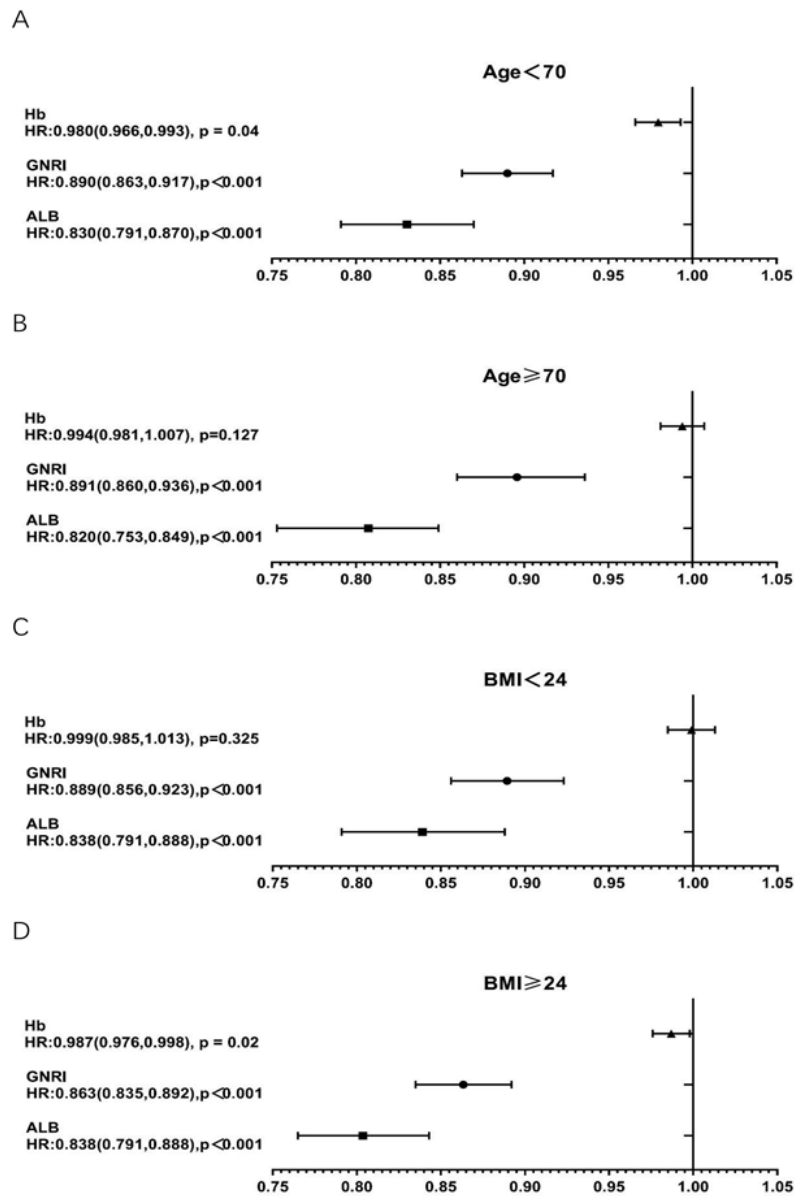 A
Age<70
Hb
HR:0.980(0.966,0.993), p = 0.04
GNRI
HR:0.890(0.863,0.917),p<0.001
ALB
HR:0.830(0.791,0.870),p<0.001
0.75 0.80 0.85 0.90 0.95 1.00 1.05
B
Age≥70
Hb
HR:0.994(0.981,1.007), p=0.127
GNRI
HR:0.891(0.860,0.936),p<0.001
ALB
HR:0.820(0.753,0.849),p<0.001
0.75 0.80 0.85 0.90 0.95 1.00 1.05
C
BMI<24
Hb
HR:0.999(0.985,1.013), p=0.325
GNRI
HR:0.889(0.856,0.923),p<0.001
ALB
HR:0.838(0.791,0.888),p<0.001
0.75 0.80 0.85 0.90 0.95 1.00 1.05
D
BMI≥24
Hb
HR:0.987(0.976,0.998), p = 0.02
GNRI
HR:0.863(0.835,0.892),p<0.001
ALB
HR:0.838(0.791,0.888),p<0.001
0.75 0.80 0.85 0.90 0.95 1.00 1.05